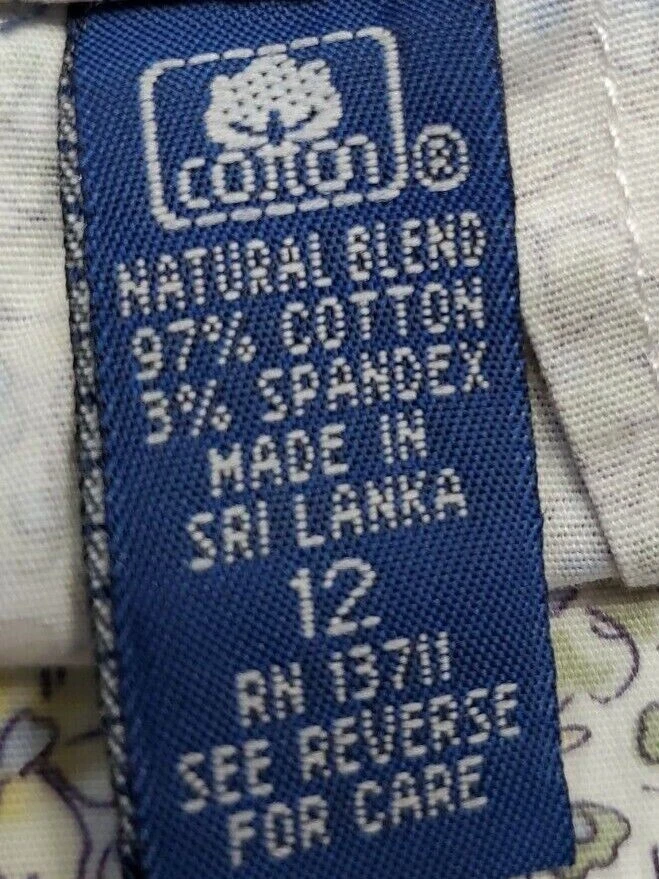 cotton®
NATURAL BLEND
97% COTTON
3% SPANDEX
MADE IN
SRI LANKA
12
RN 13711
SEE REVERSE
FOR CARE